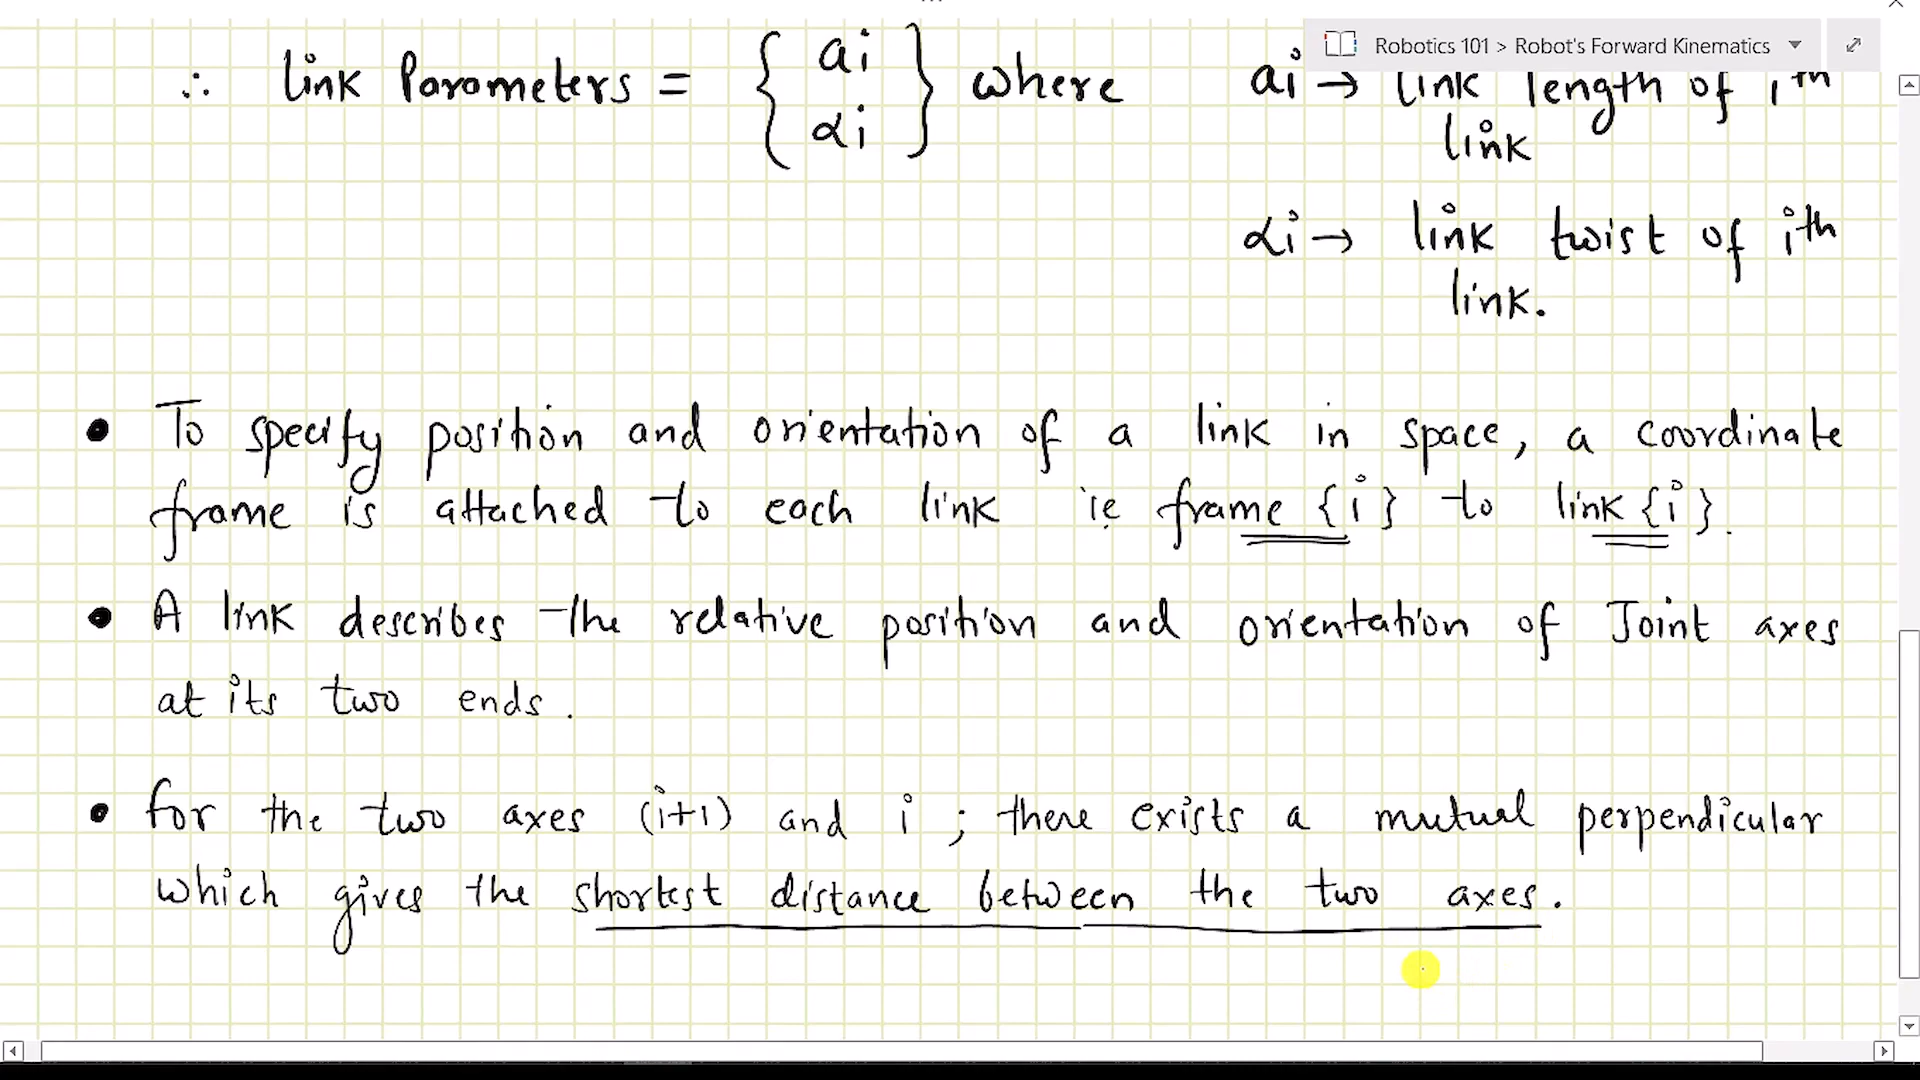 Robotics 101 > Robot's Forward Kinematics
∴ link Parameters = { ai αi } where ai → link length of ith link
αi → link twist of ith link.
• To specify position and orientation of a link in space, a coordinate
frame is attached to each link ie frame {i} to link {i}.
• A link describes the relative position and orientation of Joint axes
at its two ends.
• for the two axes (i+1) and i ; there exists a mutual perpendicular
which gives the shortest distance between the two axes.